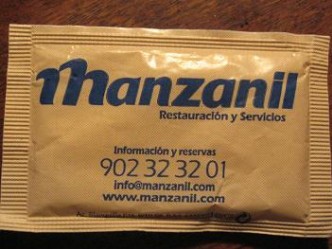 manzanil
Restauración y Servicios
Información y reservas
902 32 32 01
info@manzanil.com
www.manzanil.com